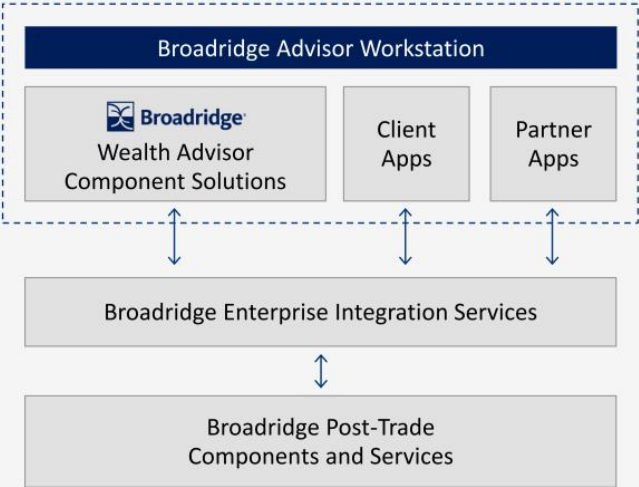 Broadridge Advisor Workstation
Broadridge
Wealth Advisor
Component Solutions
Client
Apps
Partner
Apps
Broadridge Enterprise Integration Services
Broadridge Post-Trade
Components and Services